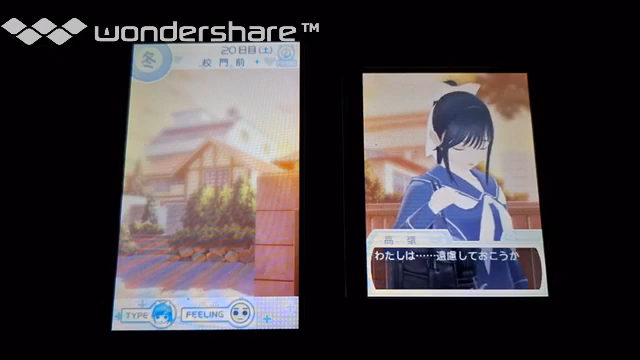 wondershare™
冬
20日目(土)
校門前
TYPE
FEELING
高嶺
わたしは……遠慮しておこうか